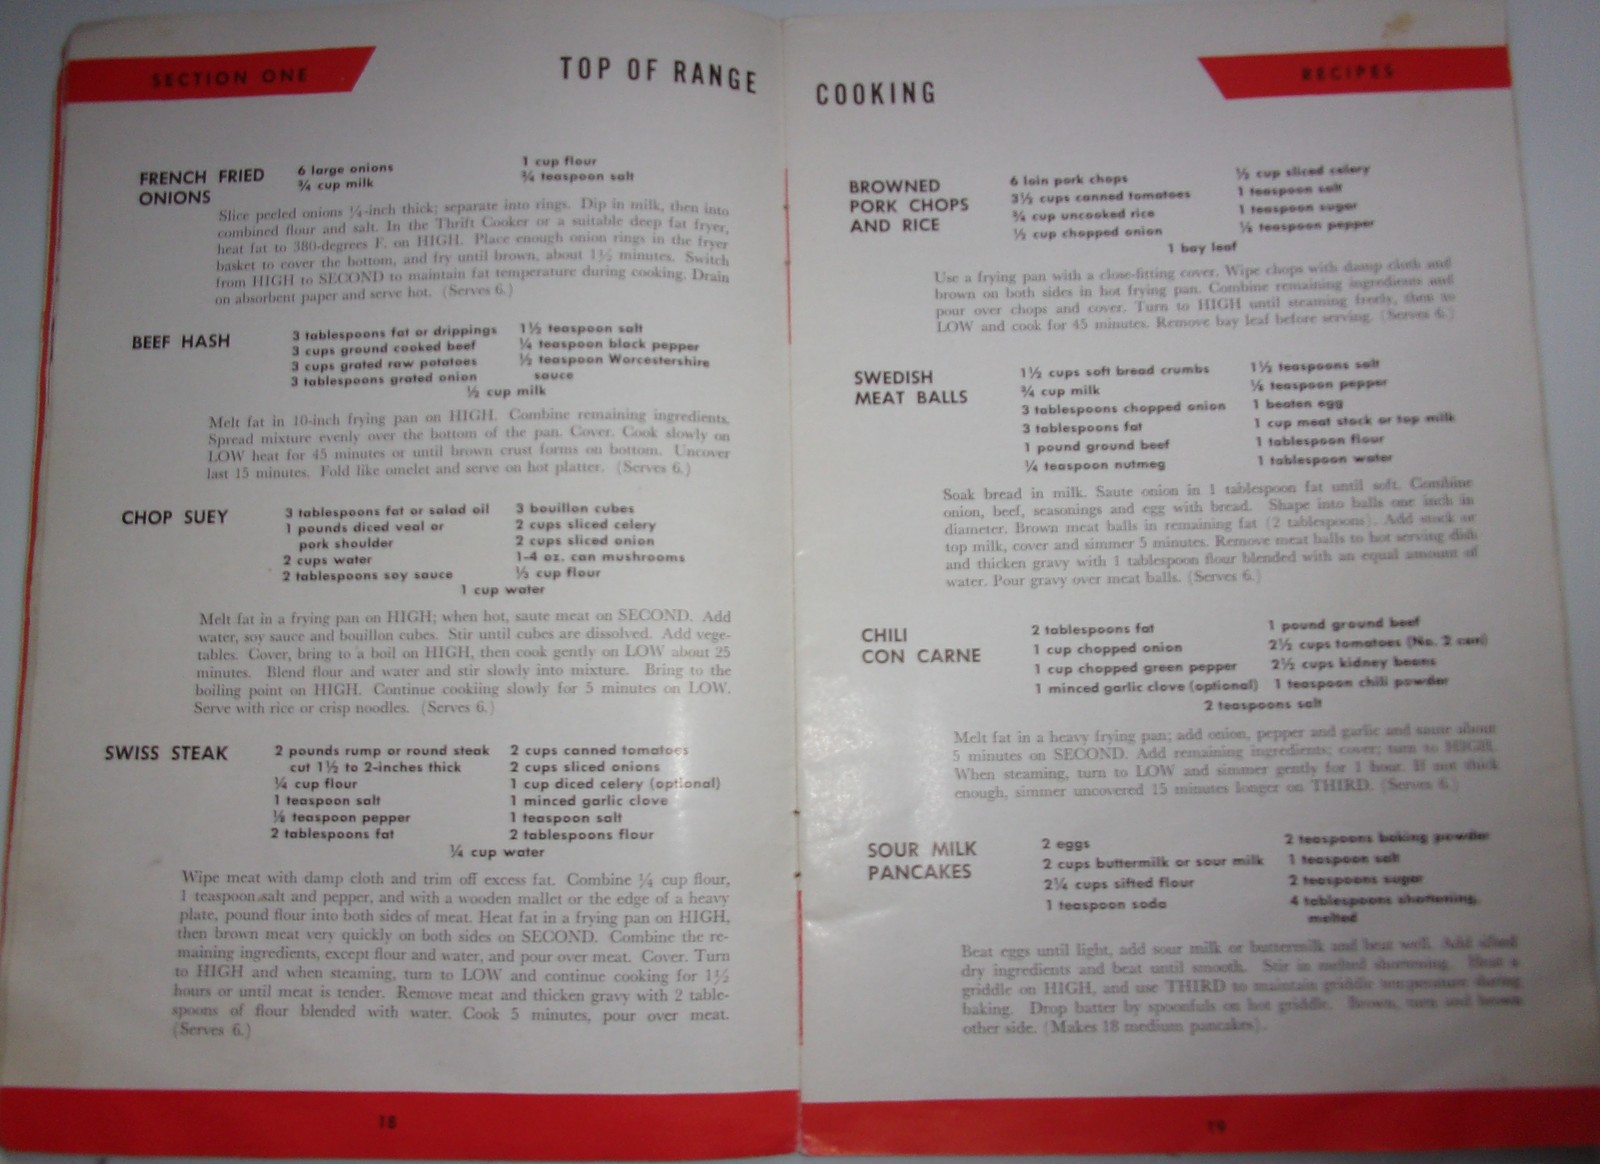 SECTION ONE
TOP OF RANGE
FRENCH FRIED
ONIONS
6 large onions
¾ cup milk
1 cup flour
¾ teaspoon salt
Slice peeled onions ¼-inch thick; separate into rings. Dip in milk, then into
combined flour and salt. In the Thrift Cooker or a suitable deep fat fryer,
heat fat to 380-degrees F. on HIGH. Place enough onion rings in the fryer
basket to cover the bottom, and fry until brown, about 1½ minutes. Switch
from HIGH to SECOND to maintain fat temperature during cooking. Drain
on absorbent paper and serve hot. (Serves 6.)
BEEF HASH
3 tablespoons fat or drippings
3 cups ground cooked beef
3 cups grated raw potatoes
3 tablespoons grated onion
1½ teaspoon salt
¼ teaspoon black pepper
½ teaspoon Worcestershire
sauce
½ cup milk
Melt fat in 10-inch frying pan on HIGH. Combine remaining ingredients.
Spread mixture evenly over the bottom of the pan. Cover. Cook slowly on
LOW heat for 45 minutes or until brown crust forms on bottom. Uncover
last 15 minutes. Fold like omelet and serve on hot platter. (Serves 6.)
CHOP SUEY
3 tablespoons fat or salad oil
1 pounds diced veal or
pork shoulder
2 cups water
2 tablespoons soy sauce
3 bouillon cubes
2 cups sliced celery
2 cups sliced onion
1-4 oz. can mushrooms
½ cup flour
1 cup water
Melt fat in a frying pan on HIGH; when hot, saute meat on SECOND. Add
water, soy sauce and bouillon cubes. Stir until cubes are dissolved. Add vege-
tables. Cover, bring to a boil on HIGH, then cook gently on LOW about 25
minutes. Blend flour and water and stir slowly into mixture. Bring to the
boiling point on HIGH. Continue cookiing slowly for 5 minutes on LOW.
Serve with rice or crisp noodles. (Serves 6.)
SWISS STEAK
2 pounds rump or round steak
cut 1½ to 2-inches thick
¼ cup flour
1 teaspoon salt
⅛ teaspoon pepper
2 tablespoons fat
2 cups canned tomatoes
2 cups sliced onions
1 cup diced celery (optional)
1 minced garlic clove
1 teaspoon salt
2 tablespoons flour
¼ cup water
Wipe meat with damp cloth and trim off excess fat. Combine ¼ cup flour,
1 teaspoon salt and pepper, and with a wooden mallet or the edge of a heavy
plate, pound flour into both sides of meat. Heat fat in a frying pan on HIGH,
then brown meat very quickly on both sides on SECOND. Combine the re-
maining ingredients, except flour and water, and pour over meat. Cover. Turn
to HIGH and when steaming, turn to LOW and continue cooking for 1½
hours or until meat is tender. Remove meat and thicken gravy with 2 table-
spoons of flour blended with water. Cook 5 minutes, pour over meat.
(Serves 6.)
18
COOKING
RECIPES
BROWNED
PORK CHOPS
AND RICE
6 loin pork chops
3½ cups canned tomatoes
¾ cup uncooked rice
½ cup chopped onion
½ cup sliced celery
1 teaspoon salt
1 teaspoon sugar
⅛ teaspoon pepper
1 bay leaf
Use a frying pan with a close-fitting cover. Wipe chops with damp cloth and
brown on both sides in hot frying pan. Combine remaining ingredients and
pour over chops and cover. Turn to HIGH until steaming freely, then to
LOW and cook for 45 minutes. Remove bay leaf before serving. (Serves 6.)
SWEDISH
MEAT BALLS
1½ cups soft bread crumbs
¾ cup milk
3 tablespoons chopped onion
3 tablespoons fat
1 pound ground beef
¼ teaspoon nutmeg
1½ teaspoons salt
⅛ teaspoon pepper
1 beaten egg
1 cup meat stock or top milk
1 tablespoon flour
1 tablespoon water
Soak bread in milk. Saute onion in 1 tablespoon fat until soft. Combine
onion, beef, seasonings and egg with bread. Shape into balls one inch in
diameter. Brown meat balls in remaining fat (2 tablespoons). Add stock or
top milk, cover and simmer 5 minutes. Remove meat balls to hot serving dish
and thicken gravy with 1 tablespoon flour blended with an equal amount of
water. Pour gravy over meat balls. (Serves 6.)
CHILI
CON CARNE
2 tablespoons fat
1 cup chopped onion
1 cup chopped green pepper
1 minced garlic clove (optional)
1 pound ground beef
2½ cups tomatoes (No. 2 can)
2½ cups kidney beans
1 teaspoon chili powder
2 teaspoons salt
Melt fat in a heavy frying pan; add onion, pepper and garlic and saute about
5 minutes on SECOND. Add remaining ingredients; cover; turn to HIGH.
When steaming, turn to LOW and simmer gently for 1 hour. If not thick
enough, simmer uncovered 15 minutes longer on THIRD. (Serves 6.)
SOUR MILK
PANCAKES
2 eggs
2 cups buttermilk or sour milk
2¼ cups sifted flour
1 teaspoon soda
2 teaspoons baking powder
1 teaspoon salt
2 teaspoons sugar
4 tablespoons shortening,
melted
Beat eggs until light, add sour milk or buttermilk and beat well. Add sifted
dry ingredients and beat until smooth. Stir in melted shortening. Heat a
griddle on HIGH, and use THIRD to maintain griddle temperature during
baking. Drop batter by spoonfuls on hot griddle. Brown, turn and brown
other side. (Makes 18 medium pancakes).
19